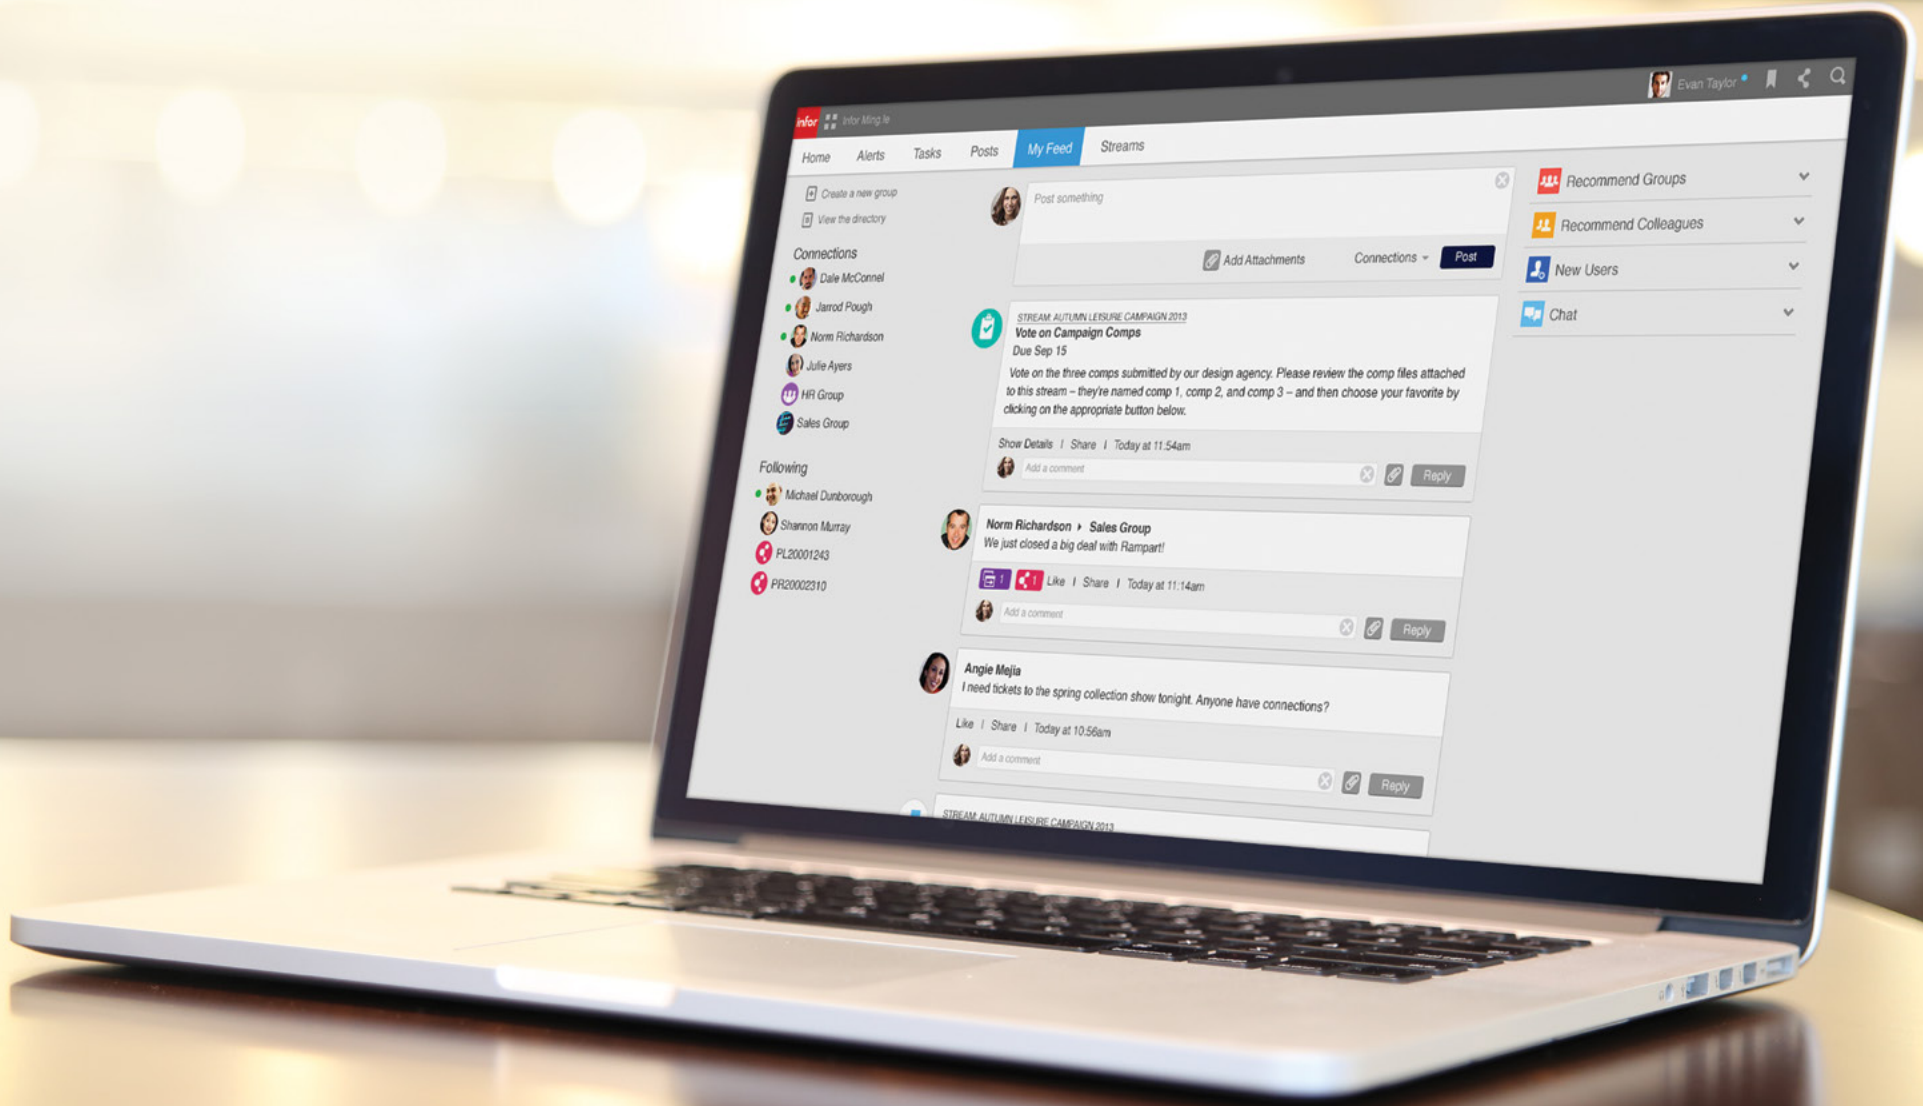 infor
Infor Ming.le
Evan Taylor
Home
Alerts
Tasks
Posts
My Feed
Streams
Create a new group
View the directory
Connections
Dale McConnel
Jarrod Pough
Norm Richardson
Julie Ayers
HR Group
Sales Group
Following
Michael Dunborough
Shannon Murray
PL20001243
PR20002310
Post something
Add Attachments
Connections
Post
STREAM: AUTUMN LEISURE CAMPAIGN 2013
Vote on Campaign Comps
Due Sep 15
Vote on the three comps submitted by our design agency. Please review the comp files attached
to this stream – they're named comp 1, comp 2, and comp 3 – and then choose your favorite by
clicking on the appropriate button below.
Show Details | Share | Today at 11:54am
Add a comment
Reply
Norm Richardson ▸ Sales Group
We just closed a big deal with Rampart!
1 1 Like | Share | Today at 11:14am
Add a comment
Reply
Angie Mejia
I need tickets to the spring collection show tonight. Anyone have connections?
Like | Share | Today at 10:56am
Add a comment
Reply
STREAM: AUTUMN LEISURE CAMPAIGN 2013
Recommend Groups
Recommend Colleagues
New Users
Chat